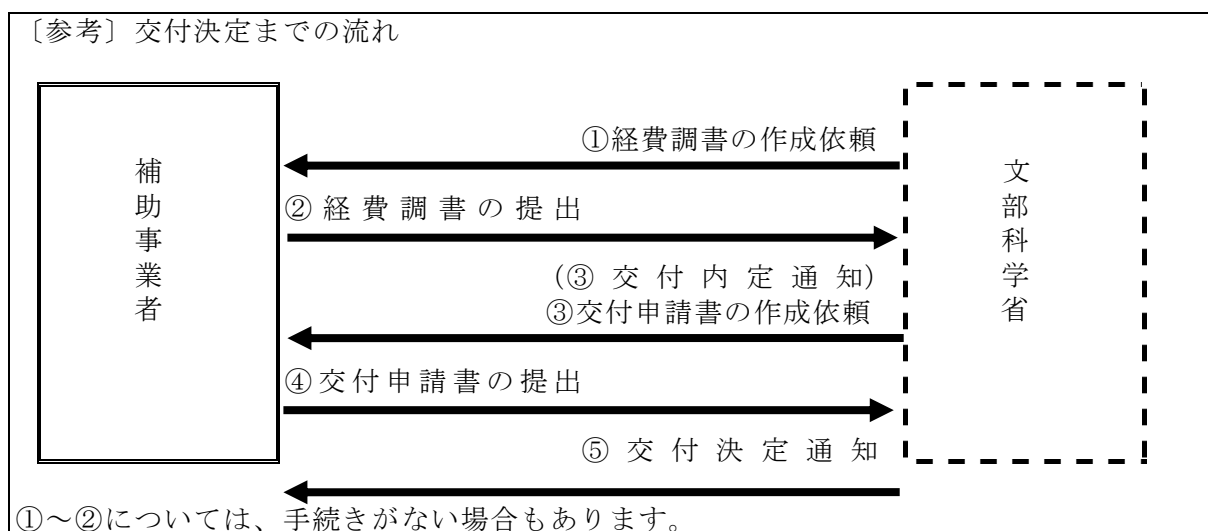 〔参考〕交付決定までの流れ
補助事業者
①経費調書の作成依頼
②経費調書の提出
(③交付内定通知)
③交付申請書の作成依頼
④交付申請書の提出
⑤交付決定通知
文部科学省
①～②については、手続きがない場合もあります。